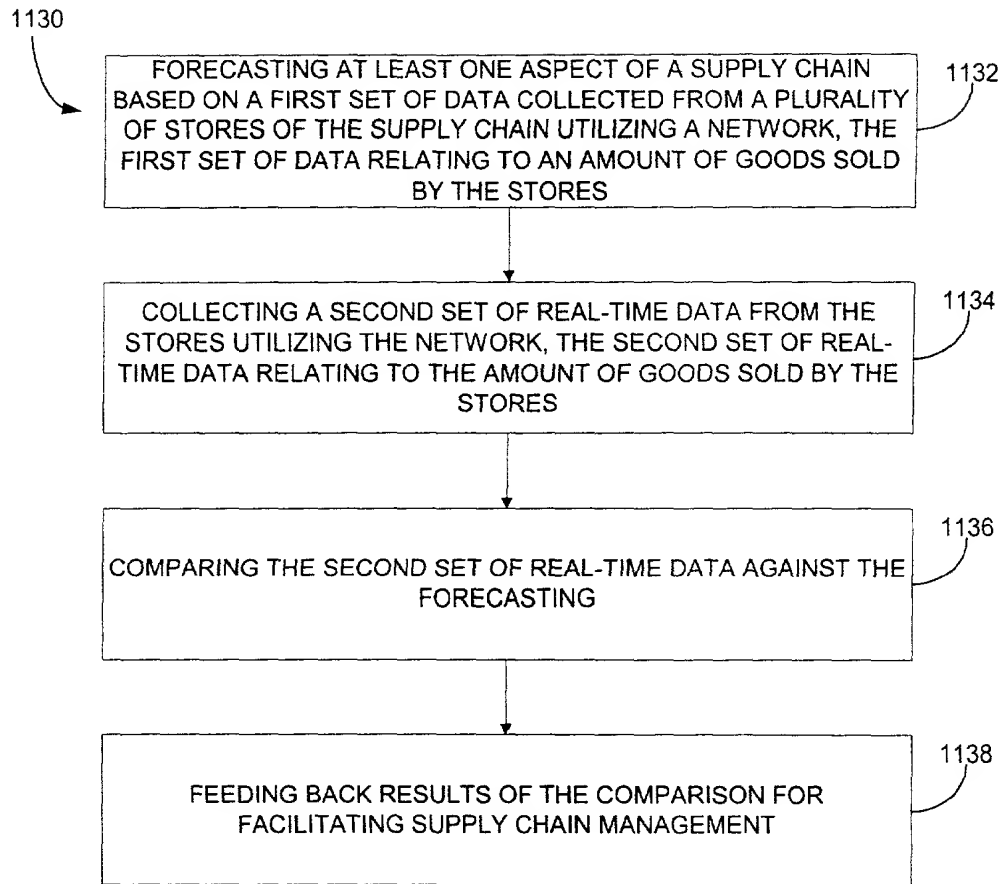 1130
FORECASTING AT LEAST ONE ASPECT OF A SUPPLY CHAIN
BASED ON A FIRST SET OF DATA COLLECTED FROM A PLURALITY
OF STORES OF THE SUPPLY CHAIN UTILIZING A NETWORK, THE
FIRST SET OF DATA RELATING TO AN AMOUNT OF GOODS SOLD
BY THE STORES
1132
COLLECTING A SECOND SET OF REAL-TIME DATA FROM THE
STORES UTILIZING THE NETWORK, THE SECOND SET OF REAL-
TIME DATA RELATING TO THE AMOUNT OF GOODS SOLD BY THE
STORES
1134
COMPARING THE SECOND SET OF REAL-TIME DATA AGAINST THE
FORECASTING
1136
FEEDING BACK RESULTS OF THE COMPARISON FOR
FACILITATING SUPPLY CHAIN MANAGEMENT
1138